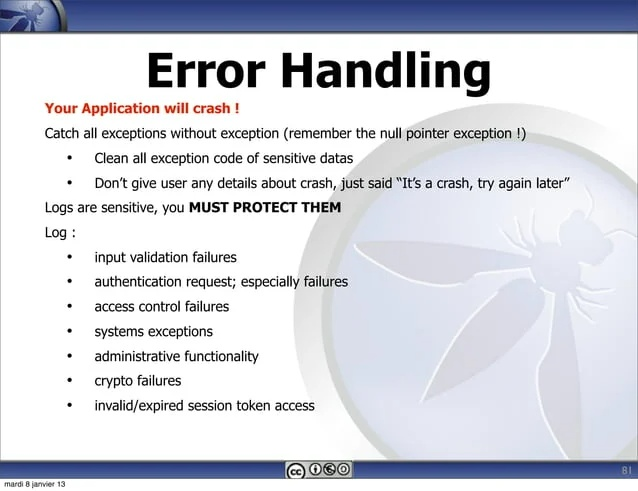 Error Handling
Your Application will crash !
Catch all exceptions without exception (remember the null pointer exception !)
• Clean all exception code of sensitive datas
• Don’t give user any details about crash, just said “It’s a crash, try again later”
Logs are sensitive, you MUST PROTECT THEM
Log :
• input validation failures
• authentication request; especially failures
• access control failures
• systems exceptions
• administrative functionality
• crypto failures
• invalid/expired session token access
cc
81
mardi 8 janvier 13